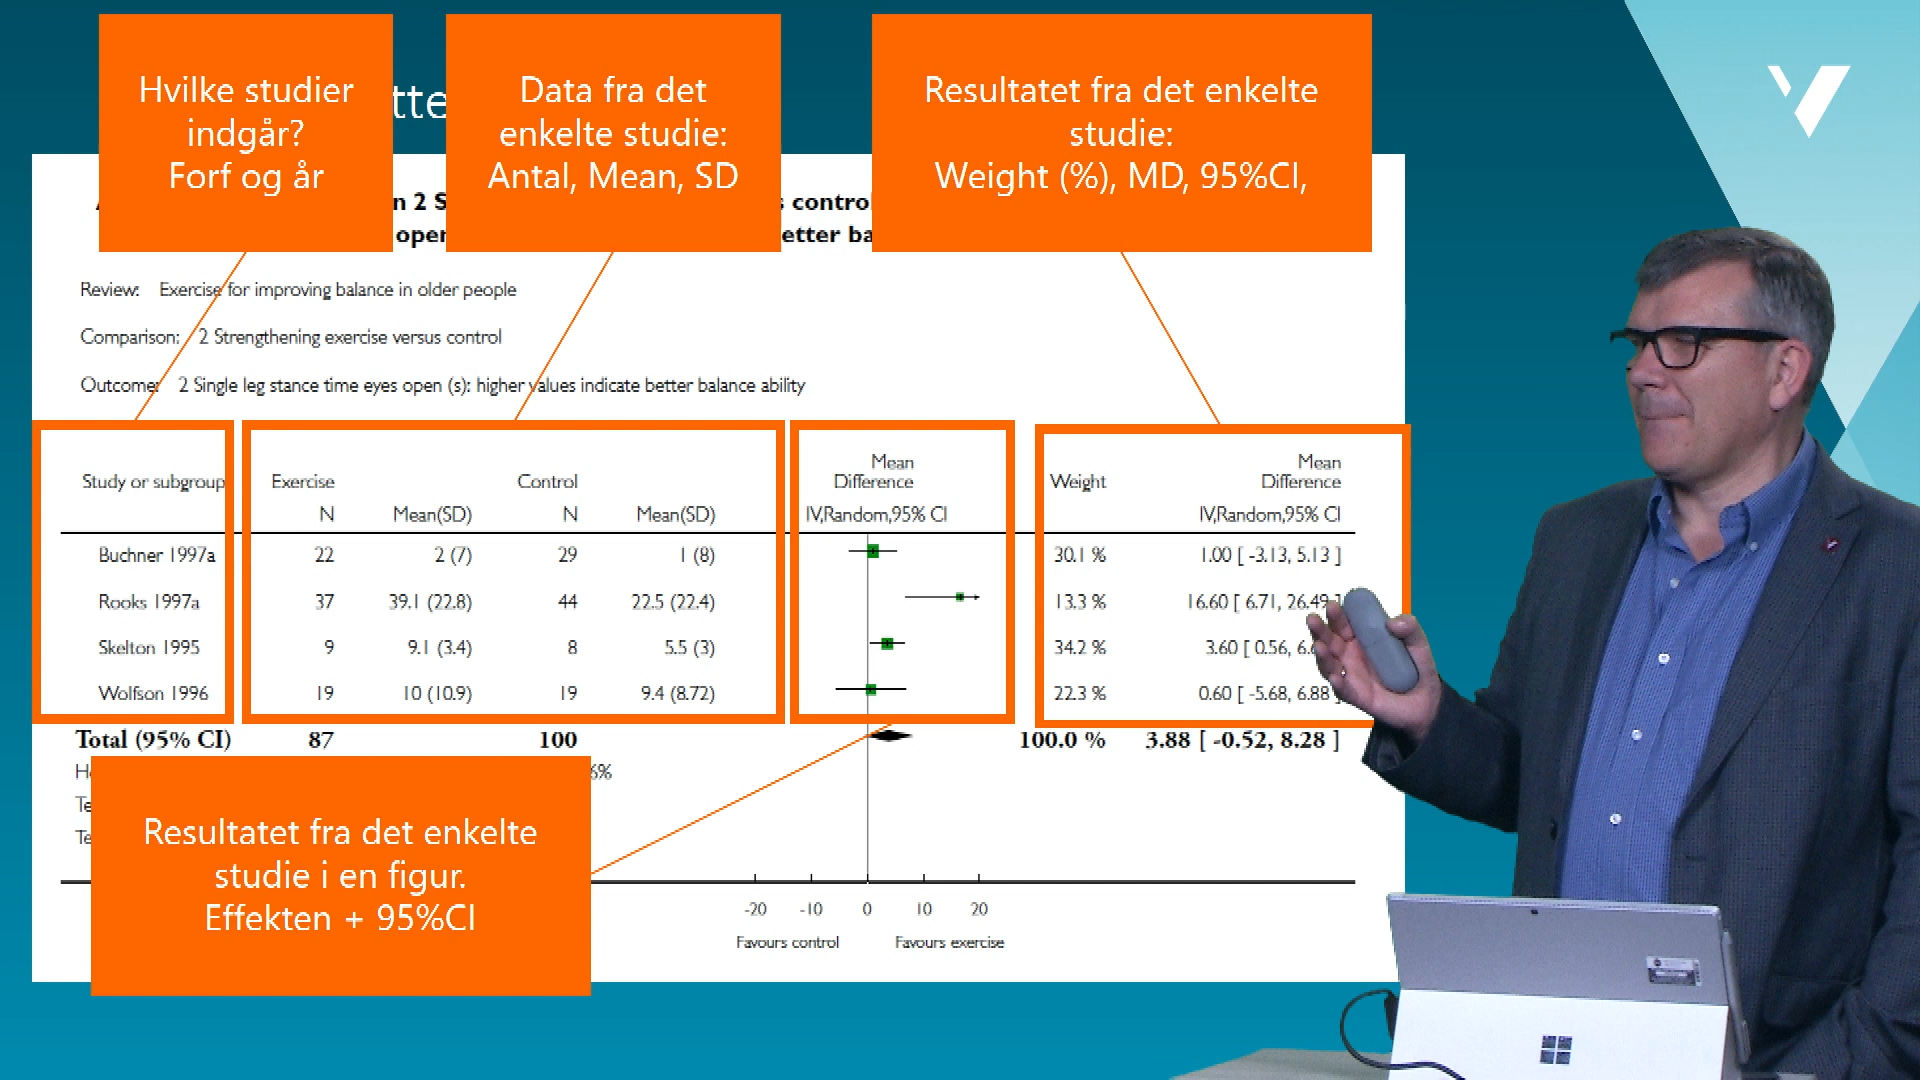 Hvilke studier
indgår?
Forf og år
Data fra det
enkelte studie:
Antal, Mean, SD
Resultatet fra det enkelte
studie:
Weight (%), MD, 95%CI,
n 2 S control
open etter ba
Review: Exercise for improving balance in older people
Comparison: 2 Strengthening exercise versus control
Outcome: 2 Single leg stance time eyes open (s): higher values indicate better balance ability
Study or subgroup Exercise Control Mean Difference Weight Mean Difference
N Mean(SD) N Mean(SD) IV,Random,95% CI IV,Random,95% CI
Buchner 1997a 22 2 (7) 29 1 (8) 30.1 % 1.00 [ -3.13, 5.13 ]
Rooks 1997a 37 39.1 (22.8) 44 22.5 (22.4) 13.3 % 16.60 [ 6.71, 26.49 ]
Skelton 1995 9 9.1 (3.4) 8 5.5 (3) 34.2 % 3.60 [ 0.56,
Wolfson 1996 19 10 (10.9) 19 9.4 (8.72) 22.3 % 0.60 [ -5.68, 6.88
Total (95% CI) 87 100 100.0 % 3.88 [ -0.52, 8.28 ]
6%
Resultatet fra det enkelte
studie i en figur.
Effekten + 95%CI
-20 -10 0 10 20
Favours control Favours exercise